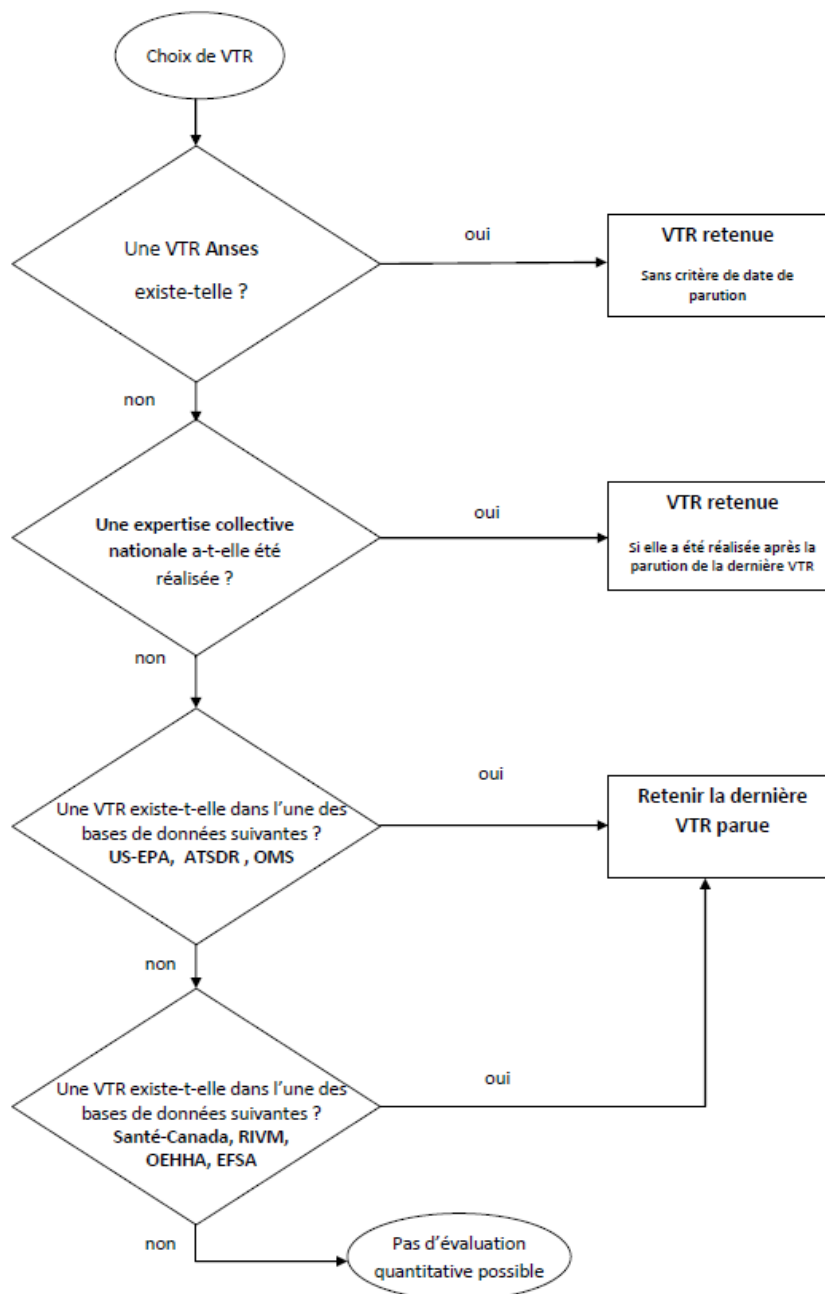 Choix de VTR
Une VTR Anses
existe-telle ?
oui
VTR retenue
Sans critère de date de
parution
non
Une expertise collective
nationale a-t-elle été
réalisée ?
oui
VTR retenue
Si elle a été réalisée après la
parution de la dernière VTR
non
Une VTR existe-t-elle dans l'une des
bases de données suivantes ?
US-EPA, ATSDR , OMS
oui
Retenir la dernière
VTR parue
non
Une VTR existe-t-elle dans l'une des
bases de données suivantes ?
Santé-Canada, RIVM,
OEHHA, EFSA
oui
non
Pas d'évaluation
quantitative possible